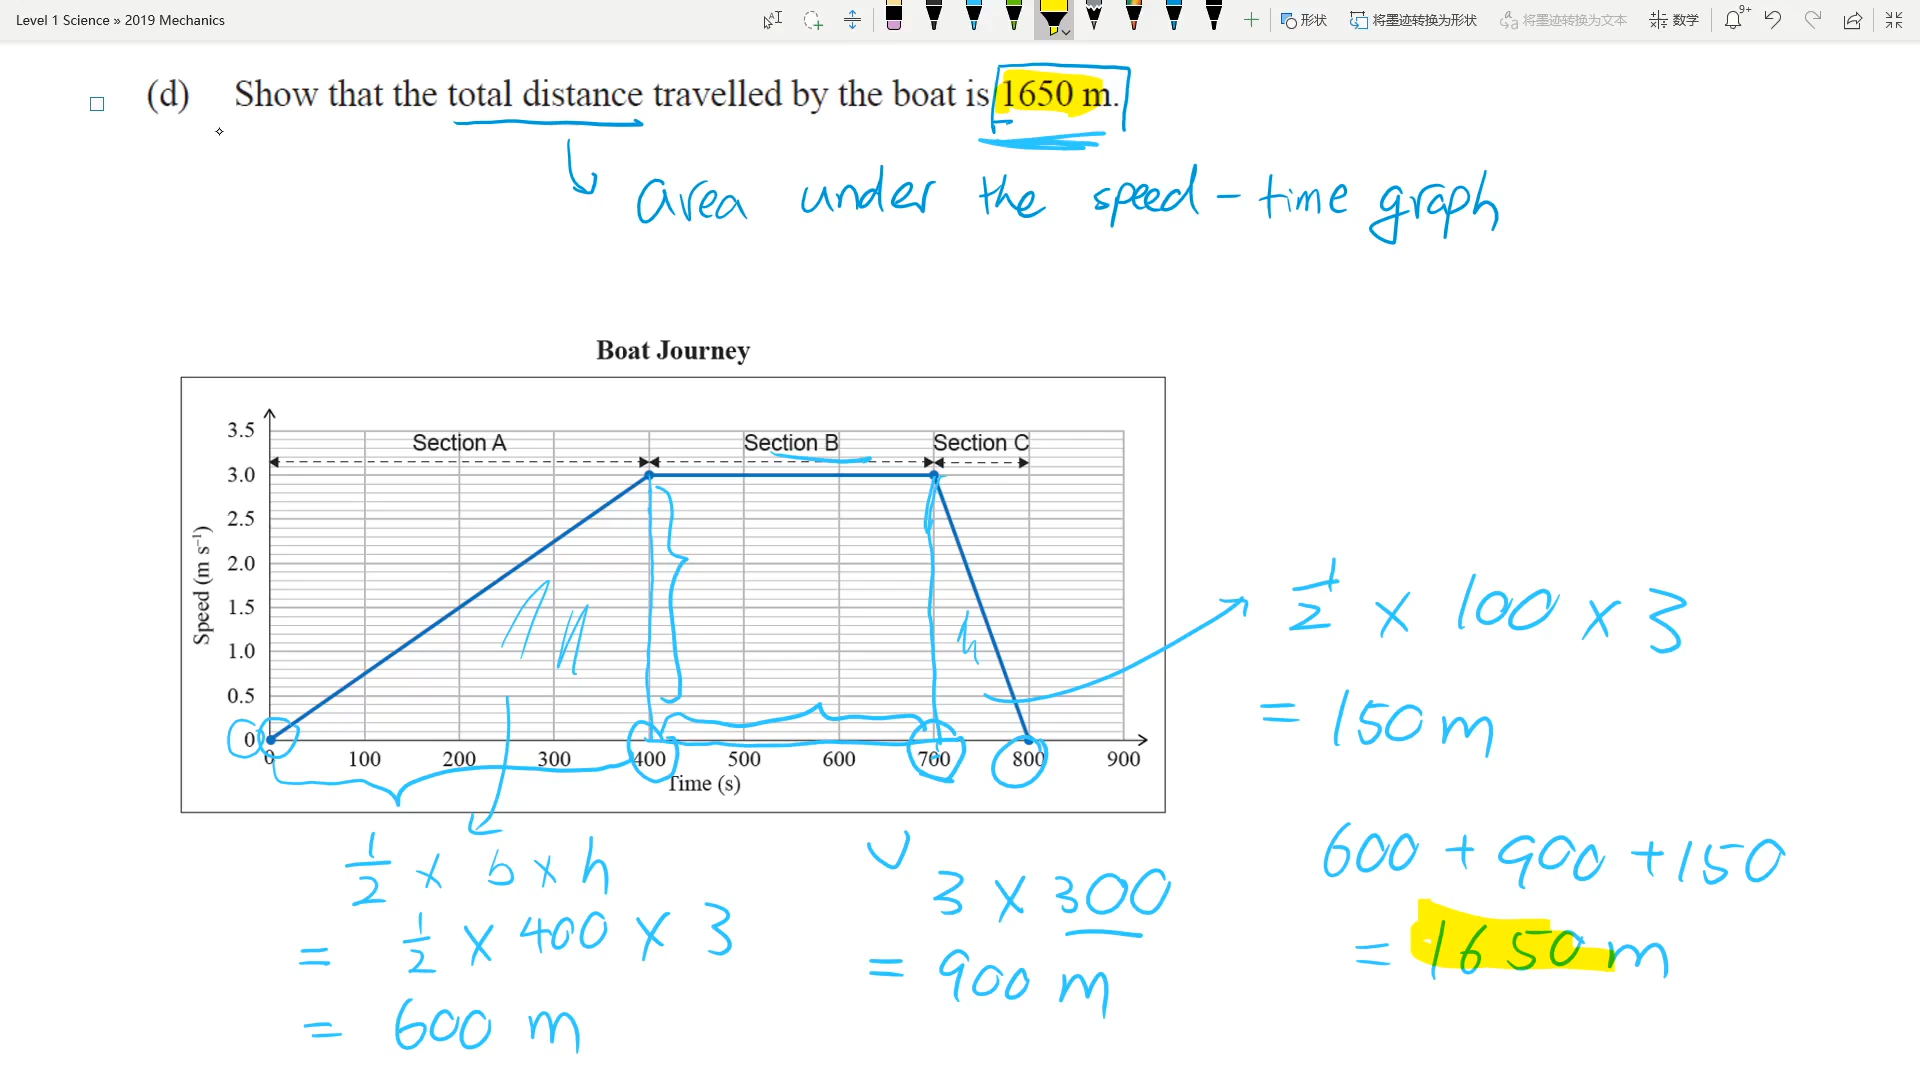 Level 1 Science » 2019 Mechanics
形状
将墨迹转换为形状
将墨迹转换为文本
数学
9+
(d) Show that the total distance travelled by the boat is 1650 m.
area under the speed - time graph
Boat Journey
Section A Section B Section C
3.5
3.0
2.5
2.0
1.5
1.0
0.5
0
Speed (m s⁻¹)
0 100 200 300 400 500 600 700 800 900
Time (s)
½ × 100 × 3
= 150 m
½ × b × h
= ½ × 400 × 3
= 600 m
3 × 300
= 900 m
600 + 900 + 150
= 1650 m